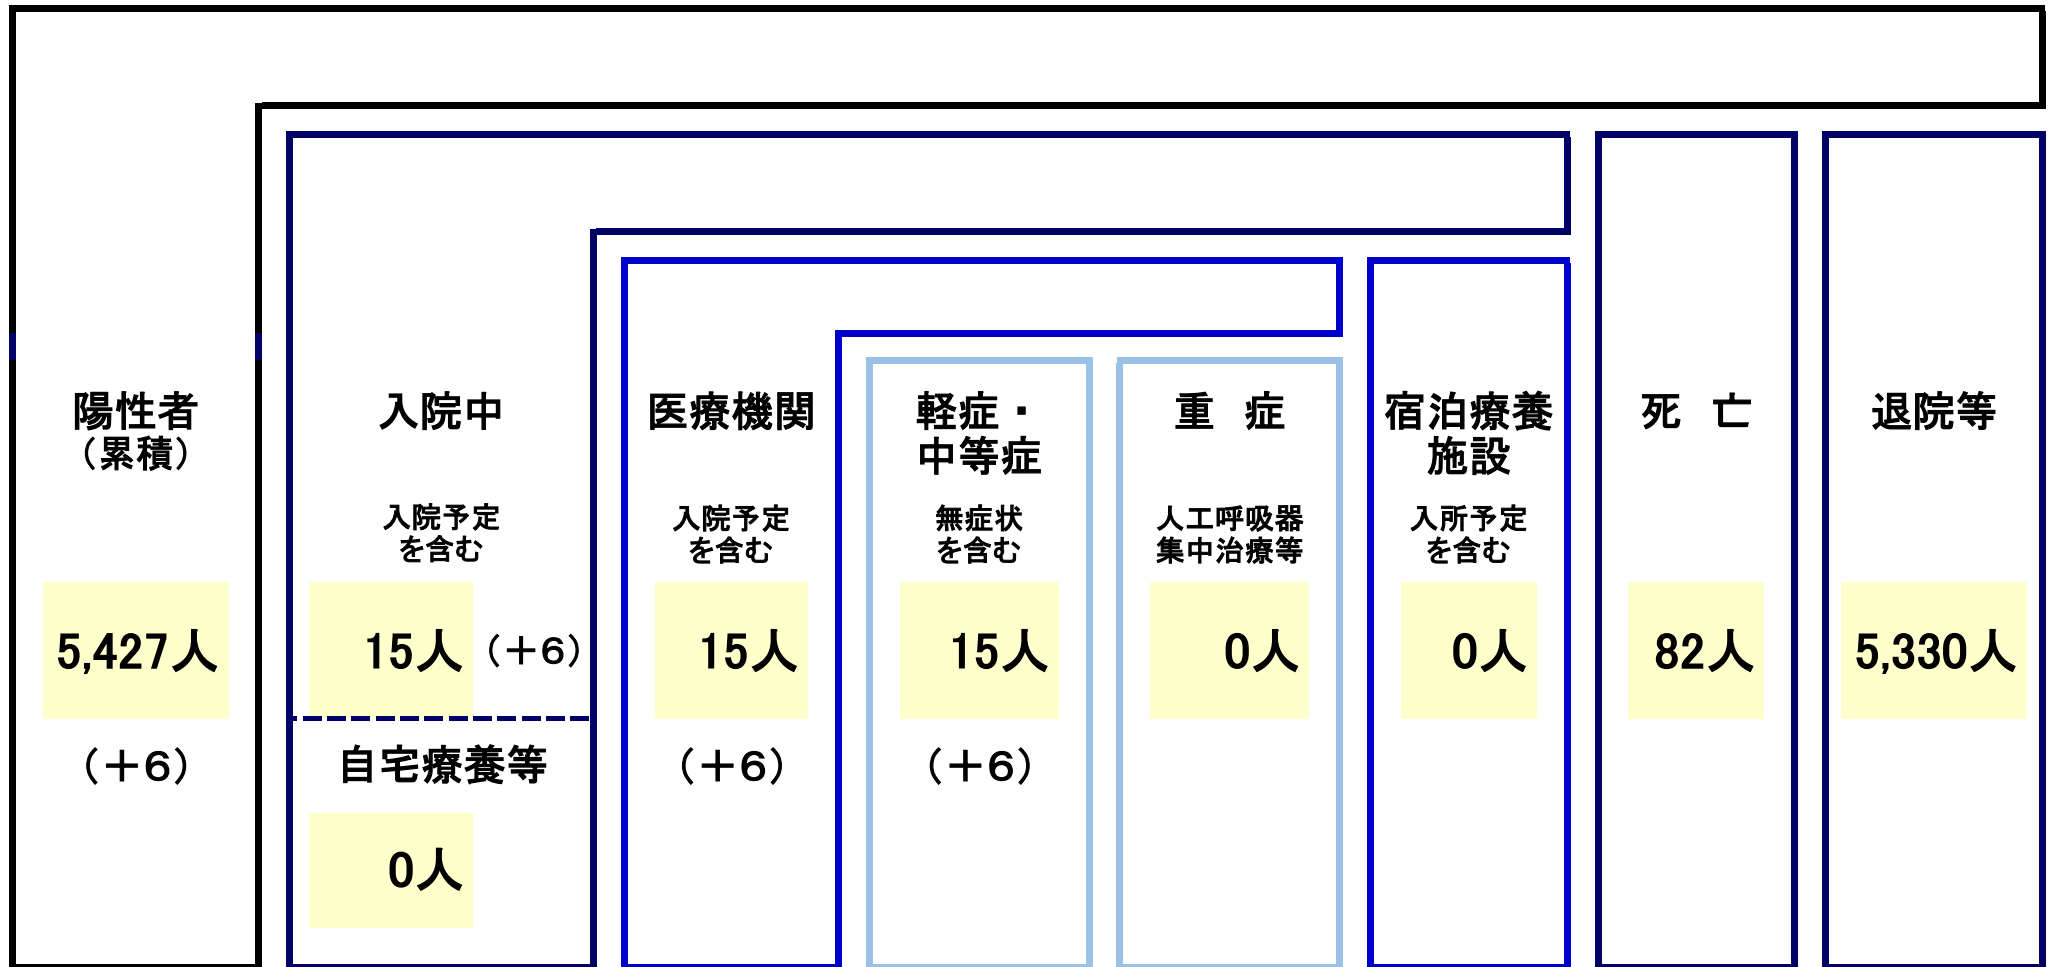 陽性者
（累積）
5,427人
（＋6）
入院中
入院予定
を含む
15人（＋6）
自宅療養等
0人
医療機関
入院予定
を含む
15人
（＋6）
軽症・
中等症
無症状
を含む
15人
（＋6）
重　症
人工呼吸器
集中治療等
0人
宿泊療養
施設
入所予定
を含む
0人
死　亡
82人
退院等
5,330人